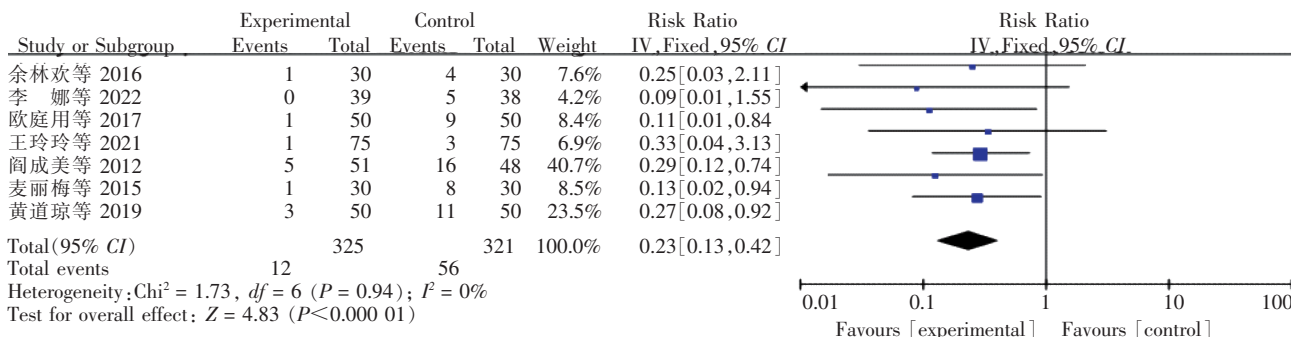 Experimental Control Risk Ratio Risk Ratio
Study or Subgroup Events Total Events Total Weight IV,Fixed,95% CI IV,Fixed,95% CI
余林欢等 2016 1 30 4 30 7.6% 0.25[0.03,2.11]
李 娜等 2022 0 39 5 38 4.2% 0.09[0.01,1.55]
欧庭用等 2017 1 50 9 50 8.4% 0.11[0.01,0.84
王玲玲等 2021 1 75 3 75 6.9% 0.33[0.04,3.13]
阎成美等 2012 5 51 16 48 40.7% 0.29[0.12,0.74]
麦丽梅等 2015 1 30 8 30 8.5% 0.13[0.02,0.94]
黄道琼等 2019 3 50 11 50 23.5% 0.27[0.08,0.92]
Total(95% CI) 325 321 100.0% 0.23[0.13,0.42]
Total events 12 56
Heterogeneity:Chi² = 1.73, df = 6 (P = 0.94); I² = 0%
Test for overall effect: Z = 4.83 (P<0.000 01)
0.01 0.1 1 10 100
Favours [experimental] Favours [control]